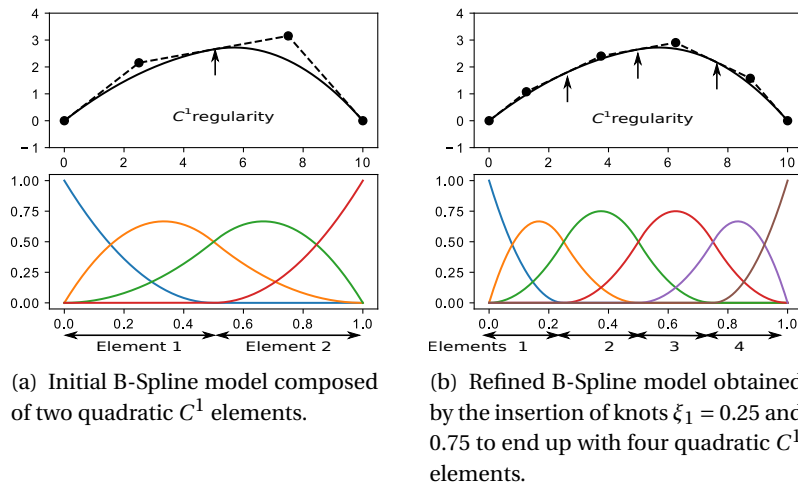 4
3
2
1
0
−1
C¹ regularity
0 2 4 6 8 10
1.00
0.75
0.50
0.25
0.00
0.0 0.2 0.4 0.6 0.8 1.0
Element 1 Element 2
(a) Initial B-Spline model composed
of two quadratic C¹ elements.
4
3
2
1
0
−1
C¹ regularity
0 2 4 6 8 10
1.00
0.75
0.50
0.25
0.00
0.0 0.2 0.4 0.6 0.8 1.0
Elements 1 2 3 4
(b) Refined B-Spline model obtained
by the insertion of knots ξ₁ = 0.25 and
0.75 to end up with four quadratic C¹
elements.